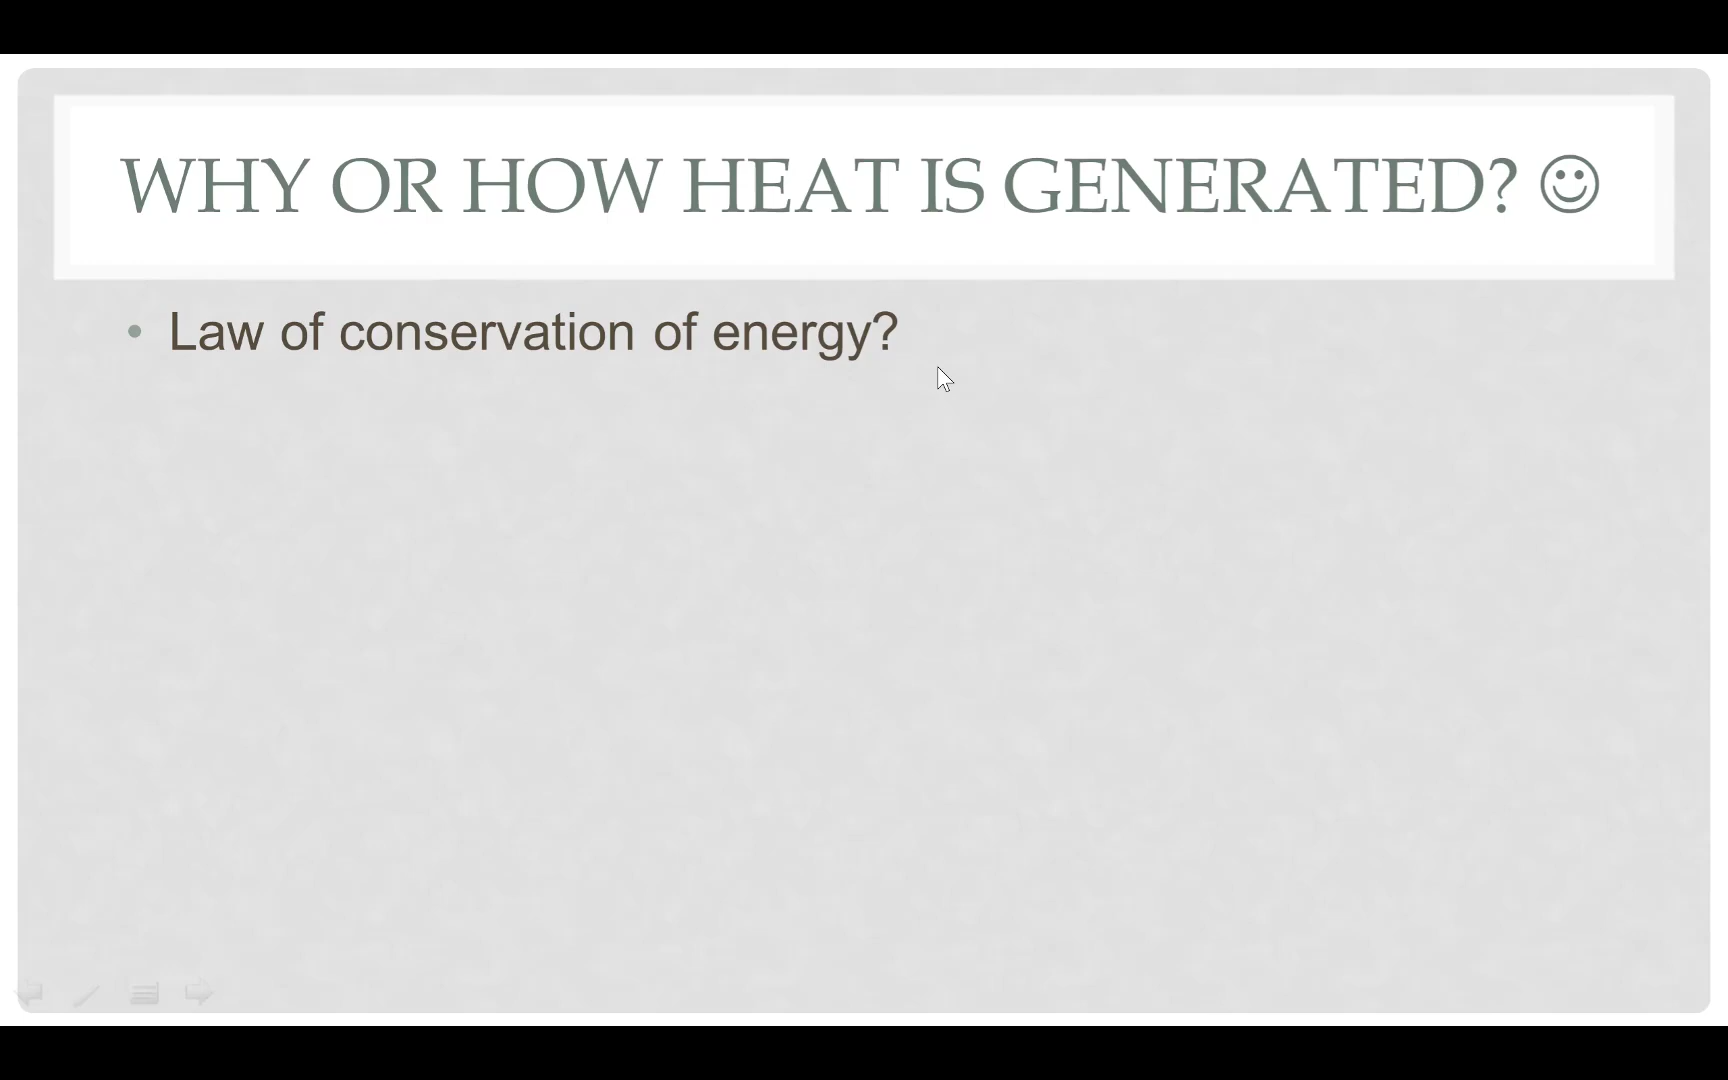 WHY OR HOW HEAT IS GENERATED? ☺
• Law of conservation of energy?